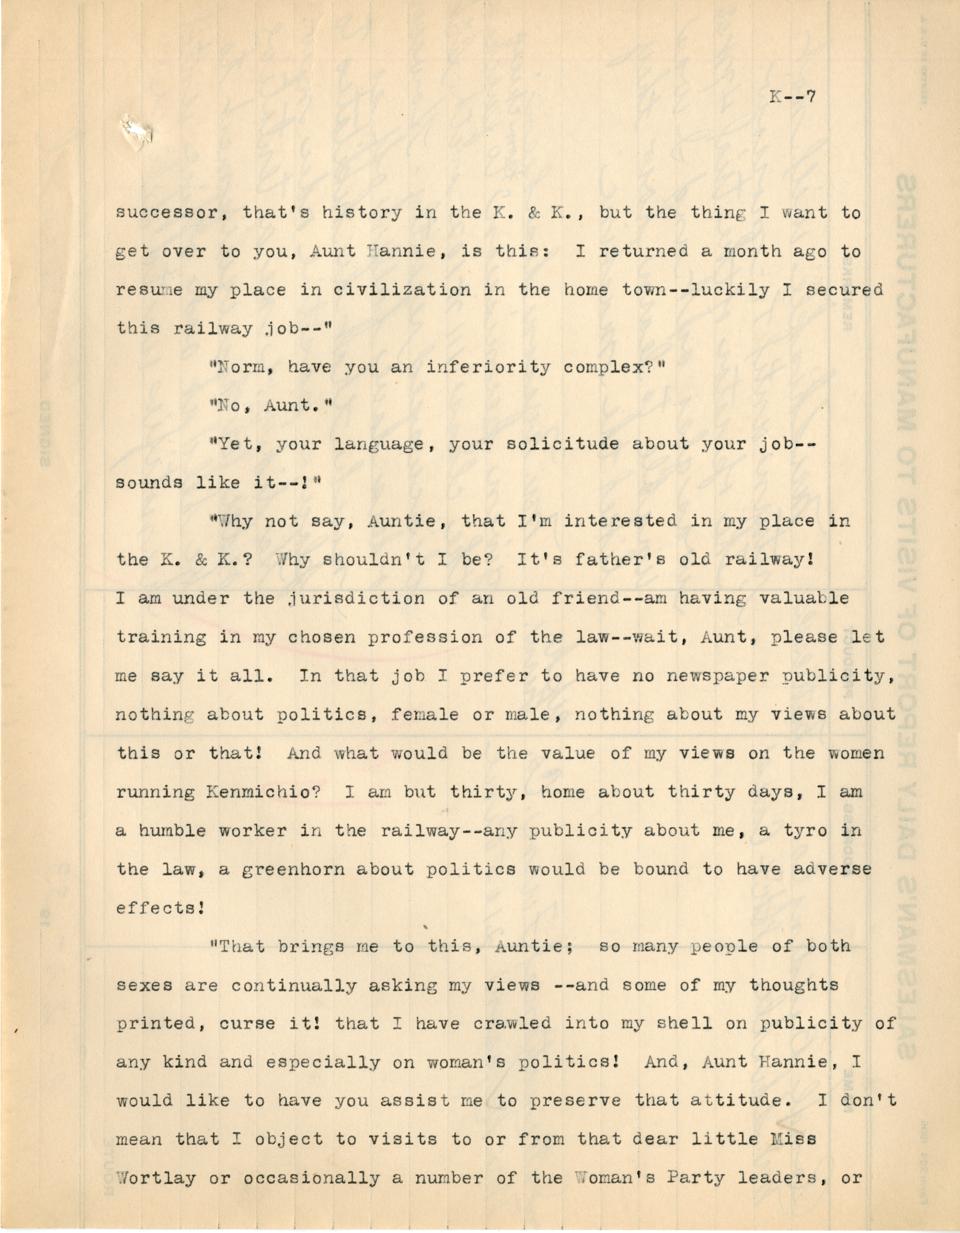 K--7
successor, that's history in the K. & K., but the thing I want to
get over to you, Aunt Hannie, is this:  I returned a month ago to
resume my place in civilization in the home town--luckily I secured
this railway job--"
"Norm, have you an inferiority complex?"
"No, Aunt."
"Yet, your language, your solicitude about your job--
sounds like it--!"
"Why not say, Auntie, that I'm interested in my place in
the K. & K.?  Why shouldn't I be?  It's father's old railway!
I am under the jurisdiction of an old friend--am having valuable
training in my chosen profession of the law--wait, Aunt, please let
me say it all.  In that job I prefer to have no newspaper publicity,
nothing about politics, female or male, nothing about my views about
this or that!  And what would be the value of my views on the women
running Kenmichio?  I am but thirty, home about thirty days, I am
a humble worker in the railway--any publicity about me, a tyro in
the law, a greenhorn about politics would be bound to have adverse
effects!
"That brings me to this, Auntie;  so many people of both
sexes are continually asking my views --and some of my thoughts
printed, curse it! that I have crawled into my shell on publicity of
any kind and especially on woman's politics!  And, Aunt Hannie, I
would like to have you assist me to preserve that attitude.  I don't
mean that I object to visits to or from that dear little Miss
Wortlay or occasionally a number of the Woman's Party leaders, or
SALESMAN'S DAILY REPORT OF VISITS TO MANUFACTURERS
SIGNED